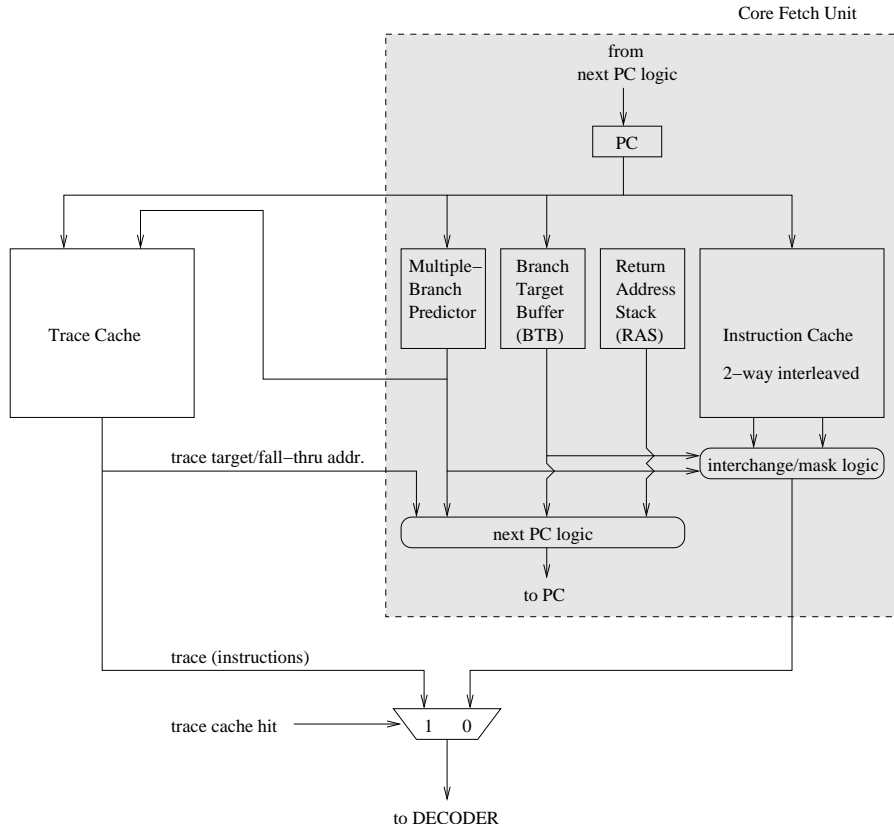 Core Fetch Unit
from
next PC logic
PC
Multiple−
Branch
Predictor
Branch
Target
Buffer
(BTB)
Return
Address
Stack
(RAS)
Trace Cache
Instruction Cache
2−way interleaved
trace target/fall−thru addr.
interchange/mask logic
next PC logic
to PC
trace (instructions)
trace cache hit
1 0
to DECODER